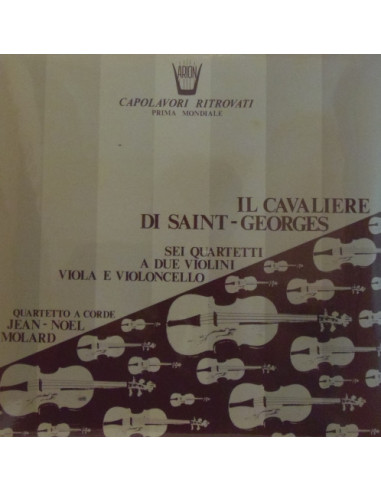 ARION
CAPOLAVORI RITROVATI
PRIMA MONDIALE
IL CAVALIERE
DI SAINT-GEORGES
SEI QUARTETTI
A DUE VIOLINI
VIOLA E VIOLONCELLO
QUARTETTO A CORDE
JEAN-NOEL
MOLARD